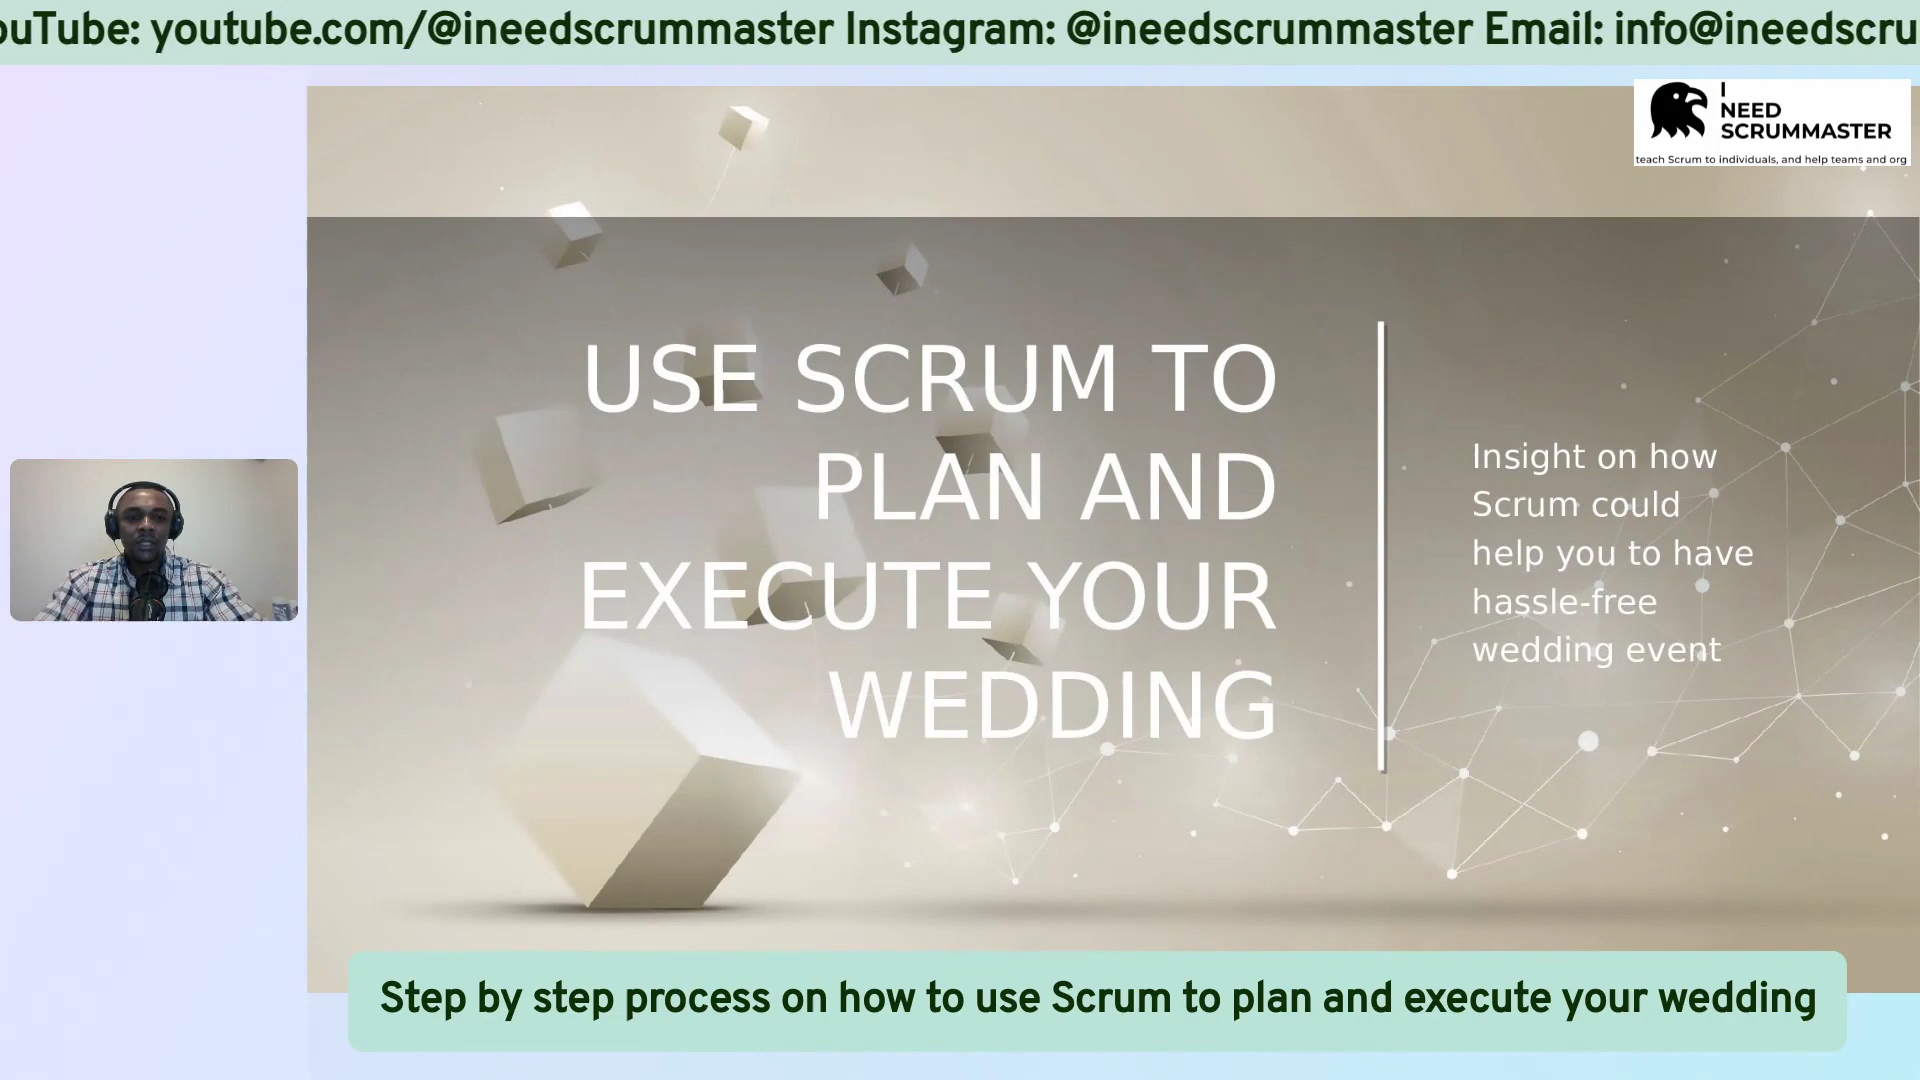 ouTube: youtube.com/@ineedscrummaster Instagram: @ineedscrummaster Email: info@ineedscru
I
NEED
SCRUMMASTER
teach Scrum to individuals, and help teams and org
USE SCRUM TO
PLAN AND
EXECUTE YOUR
WEDDING
Insight on how
Scrum could
help you to have
hassle-free
wedding event
Step by step process on how to use Scrum to plan and execute your wedding